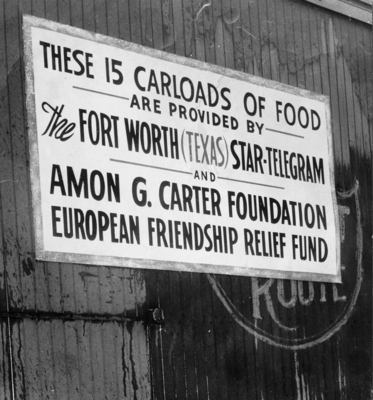 THESE 15 CARLOADS OF FOOD
ARE PROVIDED BY
The FORT WORTH (TEXAS) STAR-TELEGRAM
AND
AMON G. CARTER FOUNDATION
EUROPEAN FRIENDSHIP RELIEF FUND
ROUTE